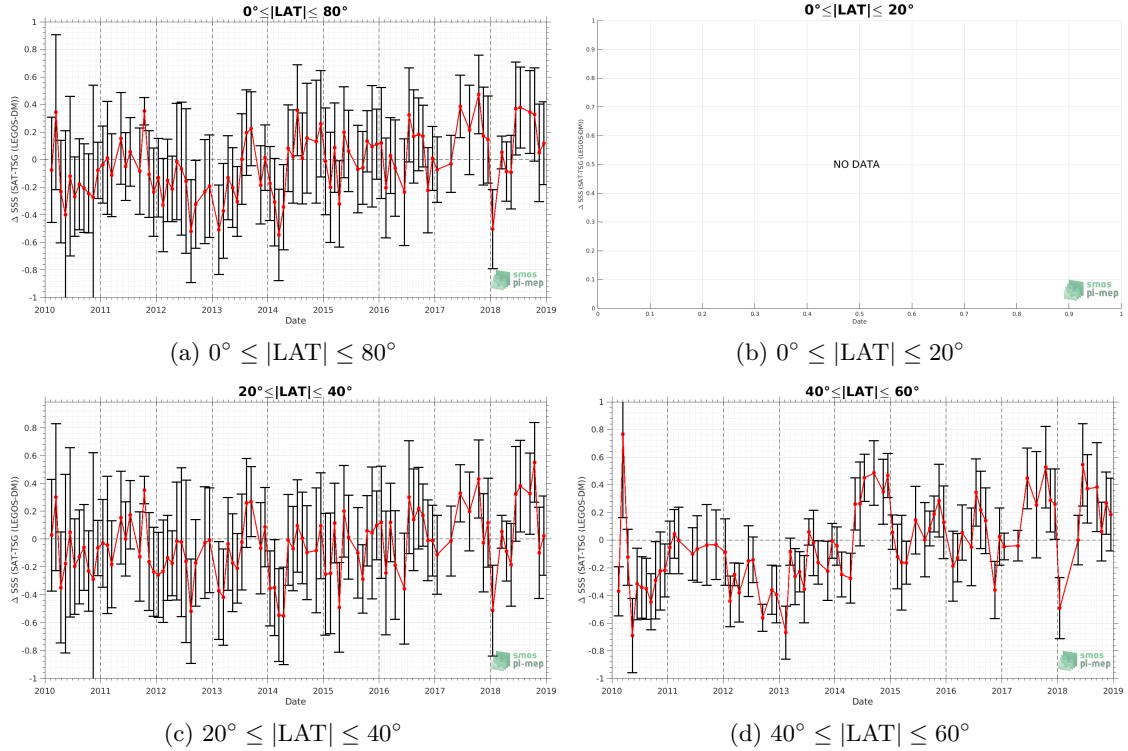 0°≤|LAT|≤ 80°
Δ SSS (SAT-TSG (LEGOS-DMI))
1
0.8
0.6
0.4
0.2
0
-0.2
-0.4
-0.6
-0.8
-1
2010 2011 2012 2013 2014 2015 2016 2017 2018 2019
Date
smos
pi-mep
(a) 0° ≤ |LAT| ≤ 80°
0°≤|LAT|≤ 20°
Δ SSS (SAT-TSG (LEGOS-DMI))
1
0.9
0.8
0.7
0.6
0.5
0.4
0.3
0.2
0.1
0
NO DATA
0 0.1 0.2 0.3 0.4 0.5 0.6 0.7 0.8 0.9 1
Date
smos
pi-mep
(b) 0° ≤ |LAT| ≤ 20°
20°≤|LAT|≤ 40°
Δ SSS (SAT-TSG (LEGOS-DMI))
0.8
0.6
0.4
0.2
0
-0.2
-0.4
-0.6
-0.8
-1
2010 2011 2012 2013 2014 2015 2016 2017 2018 2019
Date
smos
pi-mep
(c) 20° ≤ |LAT| ≤ 40°
40°≤|LAT|≤ 60°
Δ SSS (SAT-TSG (LEGOS-DMI))
1
0.8
0.6
0.4
0.2
0
-0.2
-0.4
-0.6
-0.8
-1
2010 2011 2012 2013 2014 2015 2016 2017 2018 2019
Date
smos
pi-mep
(d) 40° ≤ |LAT| ≤ 60°